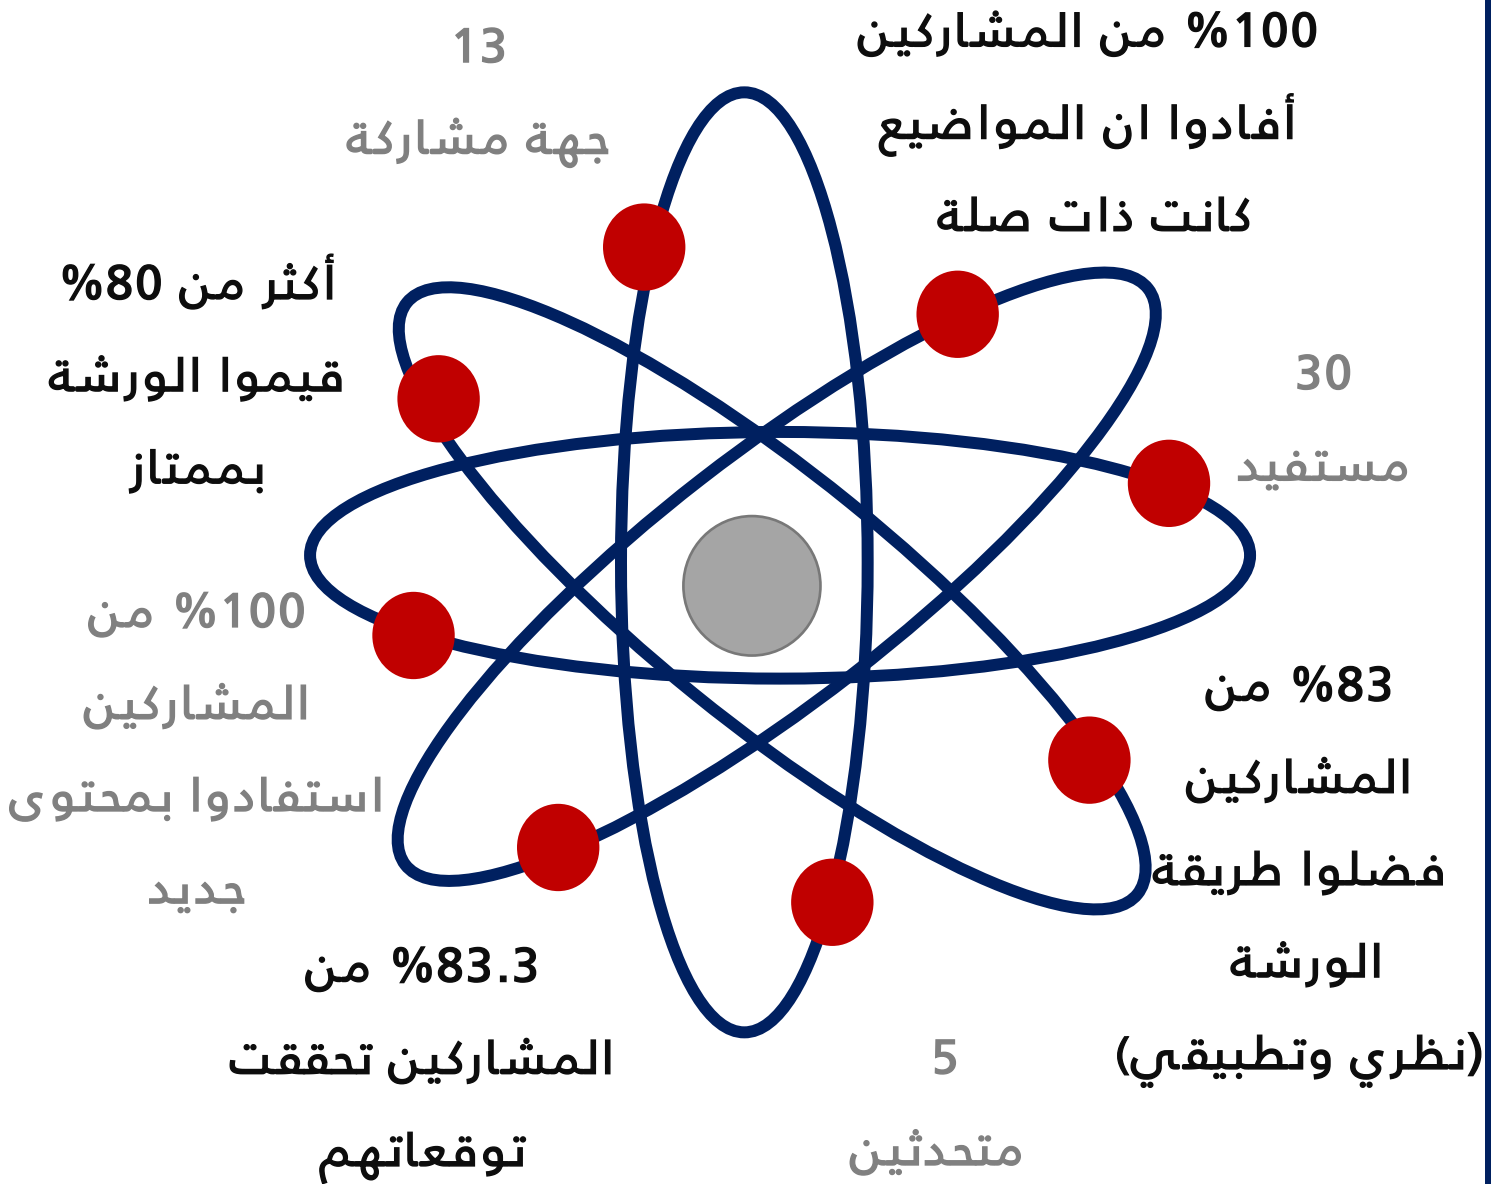 100% من المشاركين
أفادوا ان المواضيع
كانت ذات صلة
13
جهة مشاركة
30
مستفيد
أكثر من 80%
قيموا الورشة
بممتاز
100% من
المشاركين
استفادوا بمحتوى
جديد
83% من
المشاركين
فضلوا طريقة
الورشة
(نظري وتطبيقي)
83.3% من
المشاركين تحققت
توقعاتهم
5
متحدثين